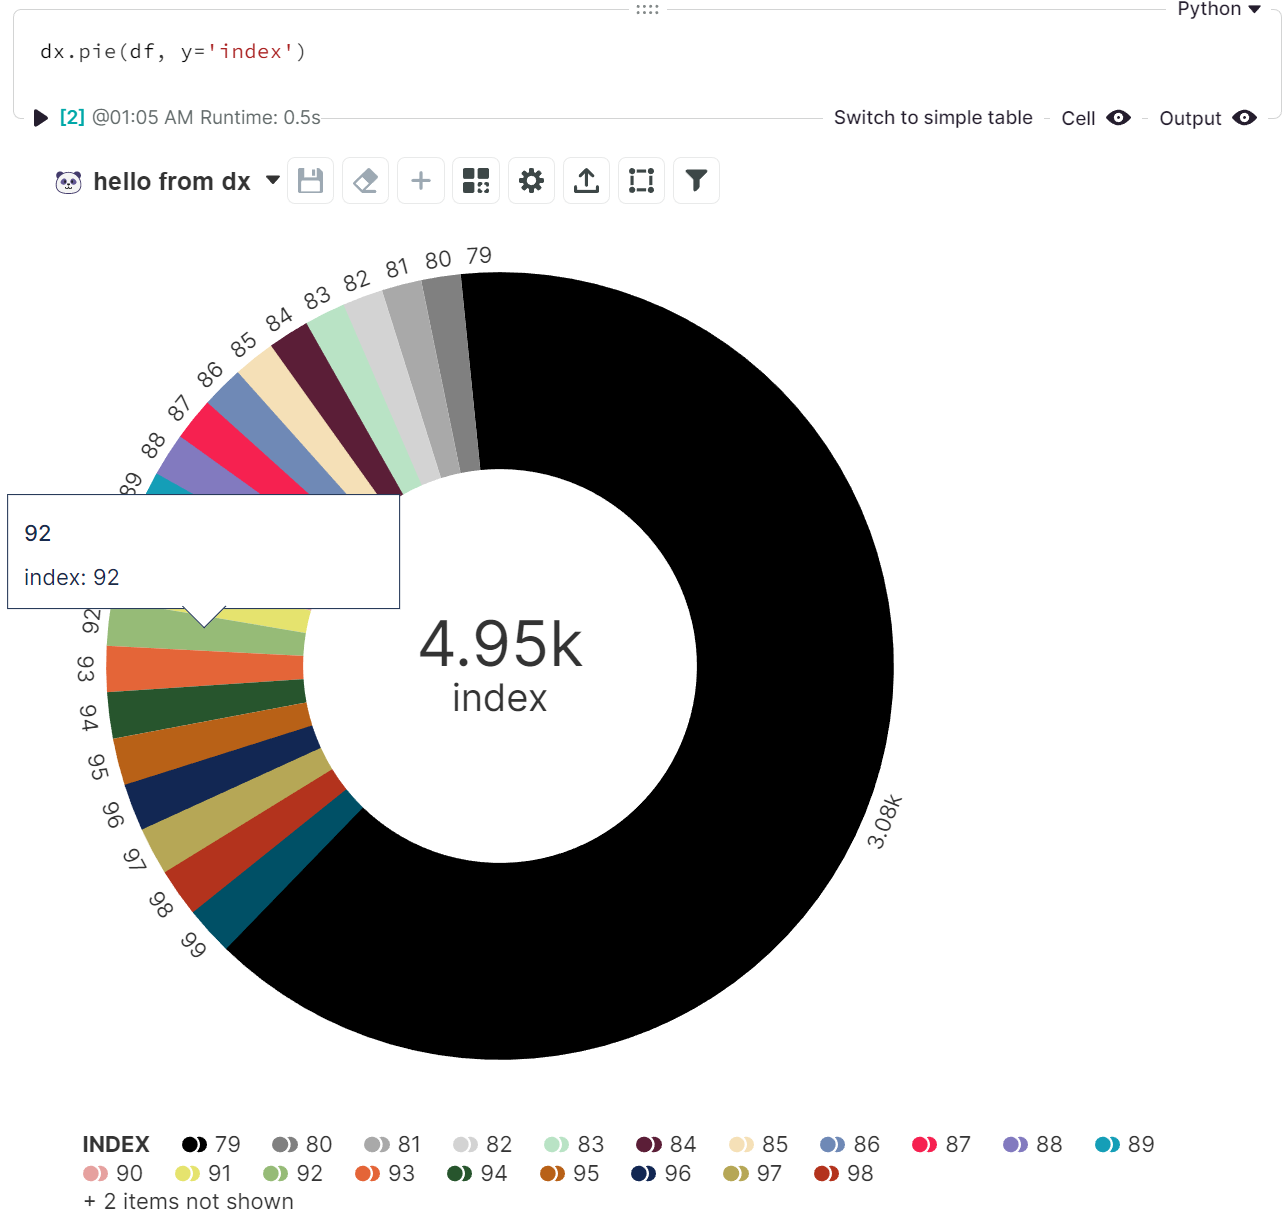 Python
dx.pie(df, y='index')
[2] @01:05 AM Runtime: 0.5s
Switch to simple table
Cell
Output
hello from dx
79
80
81
82
83
84
85
86
87
88
89
92
index: 92
92
93
94
95
96
97
98
99
3.08k
4.95k
index
INDEX 79 80 81 82 83 84 85 86 87 88 89
90 91 92 93 94 95 96 97 98
+ 2 items not shown